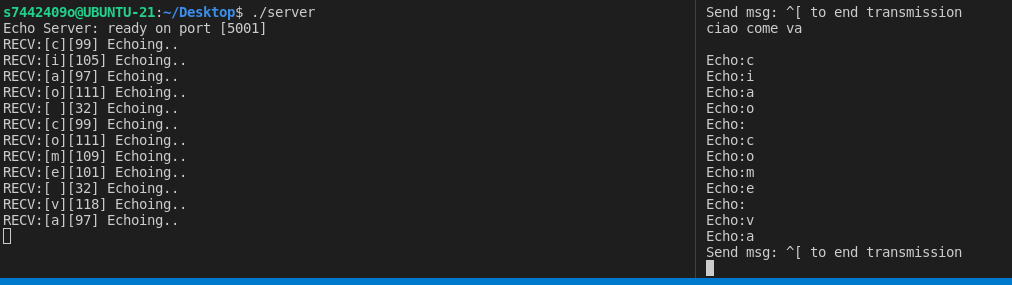 s7442409o@UBUNTU-21:~/Desktop$ ./server
Echo Server: ready on port [5001]
RECV:[c][99] Echoing..
RECV:[i][105] Echoing..
RECV:[a][97] Echoing..
RECV:[o][111] Echoing..
RECV:[ ][32] Echoing..
RECV:[c][99] Echoing..
RECV:[o][111] Echoing..
RECV:[m][109] Echoing..
RECV:[e][101] Echoing..
RECV:[ ][32] Echoing..
RECV:[v][118] Echoing..
RECV:[a][97] Echoing..
Send msg: ^[ to end transmission
ciao come va
Echo:c
Echo:i
Echo:a
Echo:o
Echo:
Echo:c
Echo:o
Echo:m
Echo:e
Echo:
Echo:v
Echo:a
Send msg: ^[ to end transmission